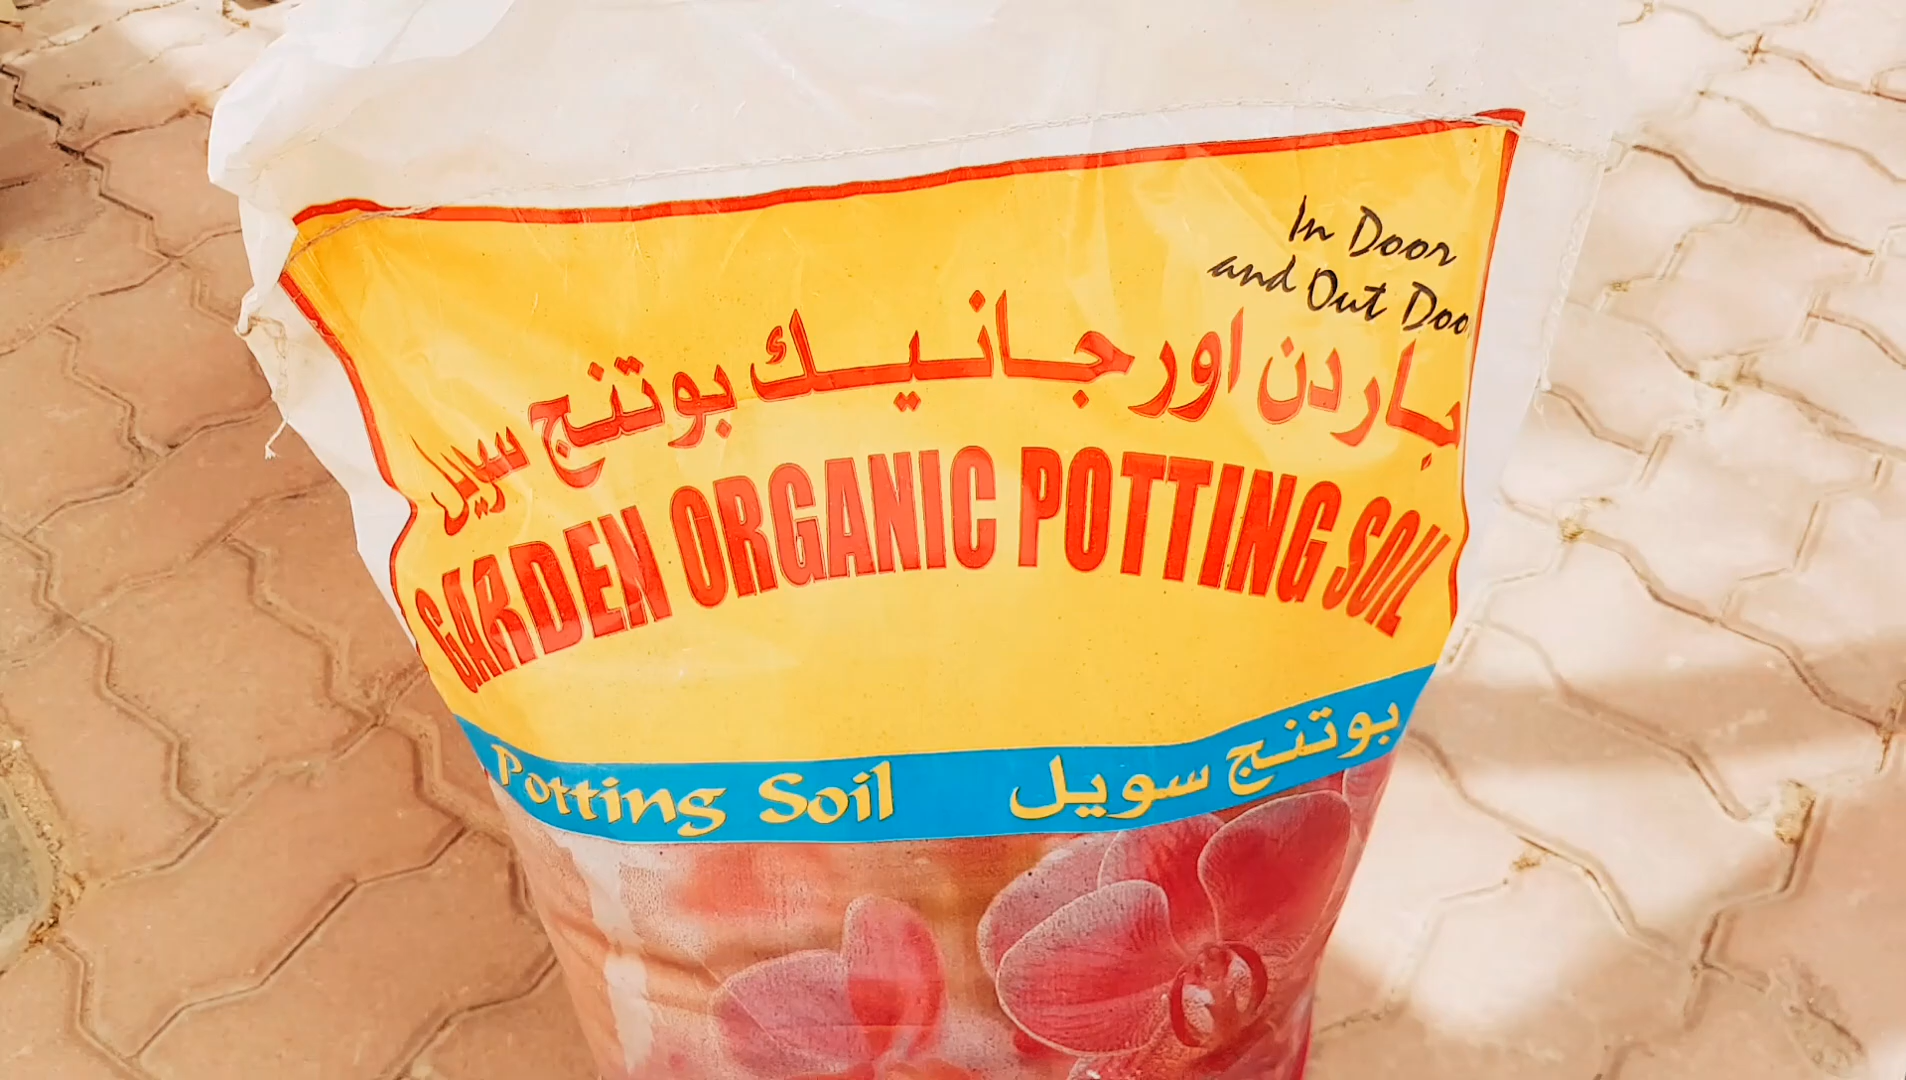 In Door
and Out Doo
جاردن اورجانيك بوتنج سويل
GARDEN ORGANIC POTTING SOIL
Potting Soil بوتنج سويل